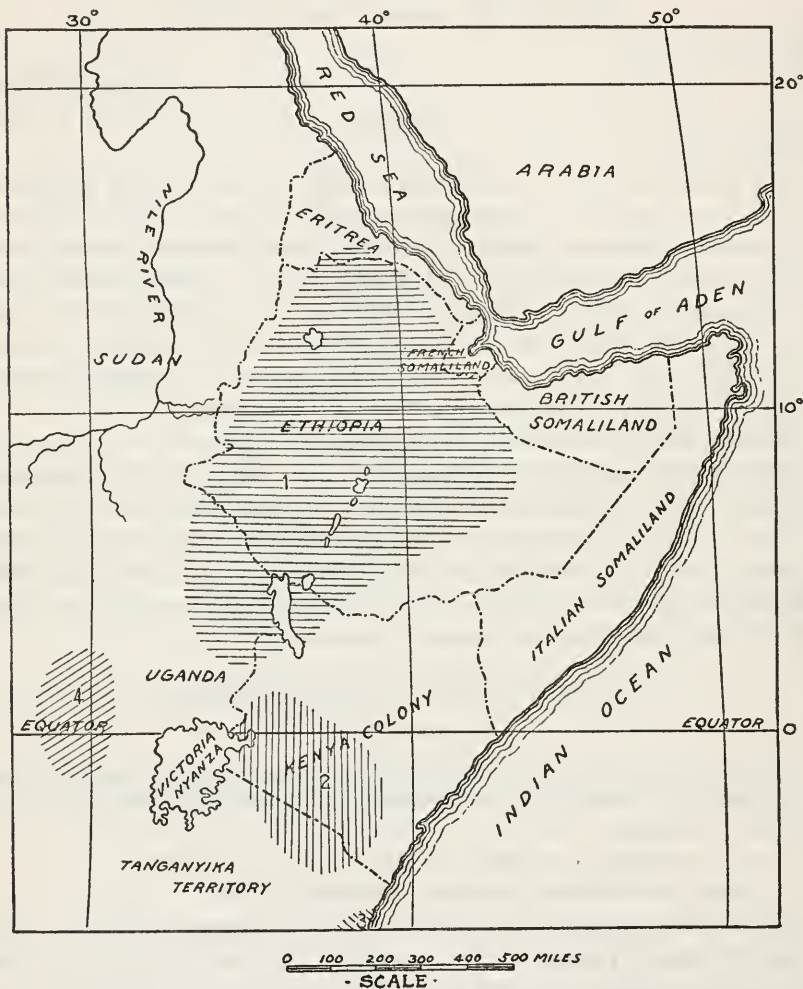 30° 40° 50°
20°
RED SEA
ARABIA
NILE RIVER
ERITREA
GULF OF ADEN
SUDAN
FRENCH
SOMALILAND
BRITISH
SOMALILAND
10°
ETHIOPIA
1
ITALIAN SOMALILAND
UGANDA
4
EQUATOR
KENYA COLONY
EQUATOR 0
VICTORIA
NYANZA
2
INDIAN OCEAN
TANGANYIKA
TERRITORY
3
0 100 200 300 400 500 MILES
- SCALE -